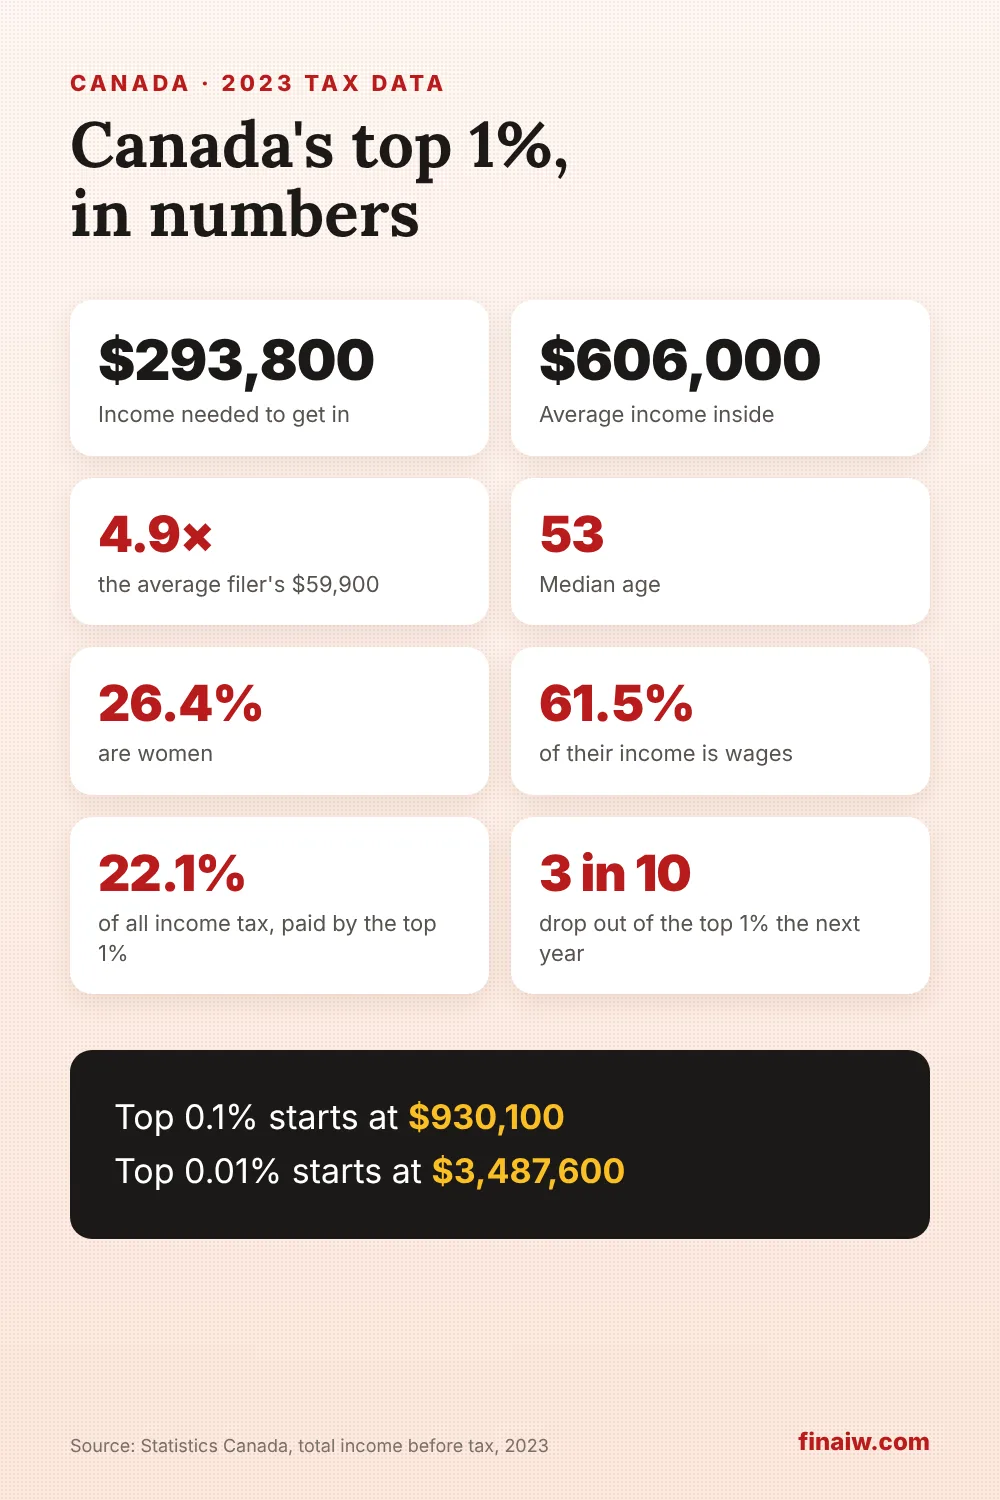 CANADA · 2023 TAX DATA
Canada's top 1%,
in numbers
$293,800
Income needed to get in
$606,000
Average income inside
4.9×
the average filer's $59,900
53
Median age
26.4%
are women
61.5%
of their income is wages
22.1%
of all income tax, paid by the top
1%
3 in 10
drop out of the top 1% the next
year
Top 0.1% starts at $930,100
Top 0.01% starts at $3,487,600
Source: Statistics Canada, total income before tax, 2023
finaiw.com